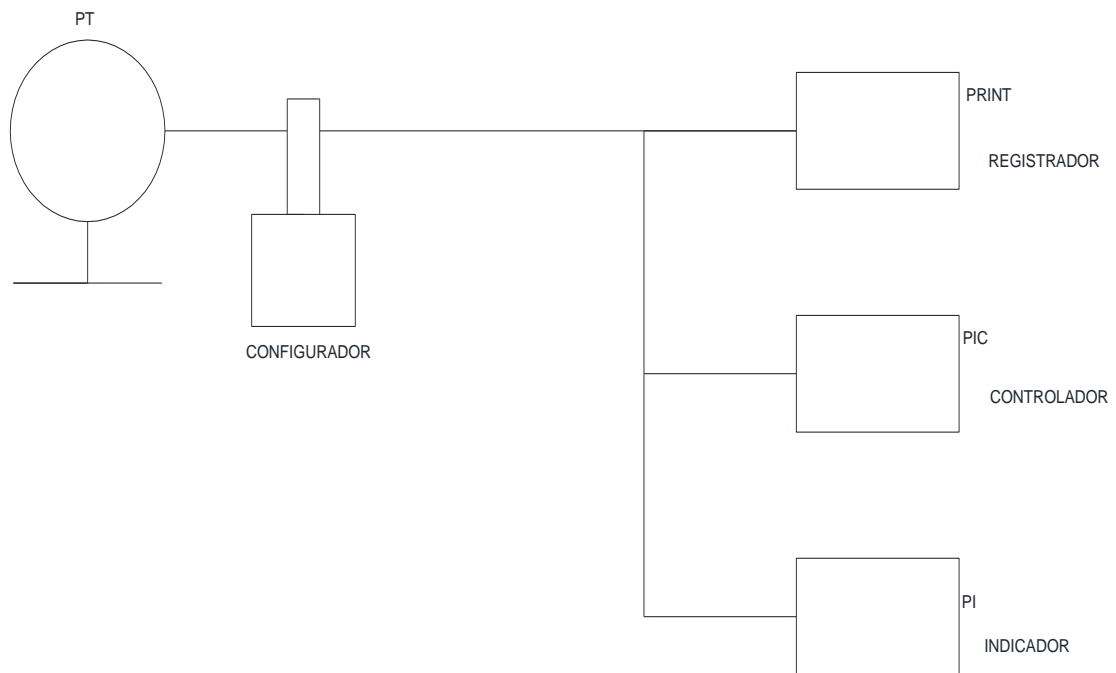 PT
PRINT
REGISTRADOR
CONFIGURADOR
PIC
CONTROLADOR
PI
INDICADOR